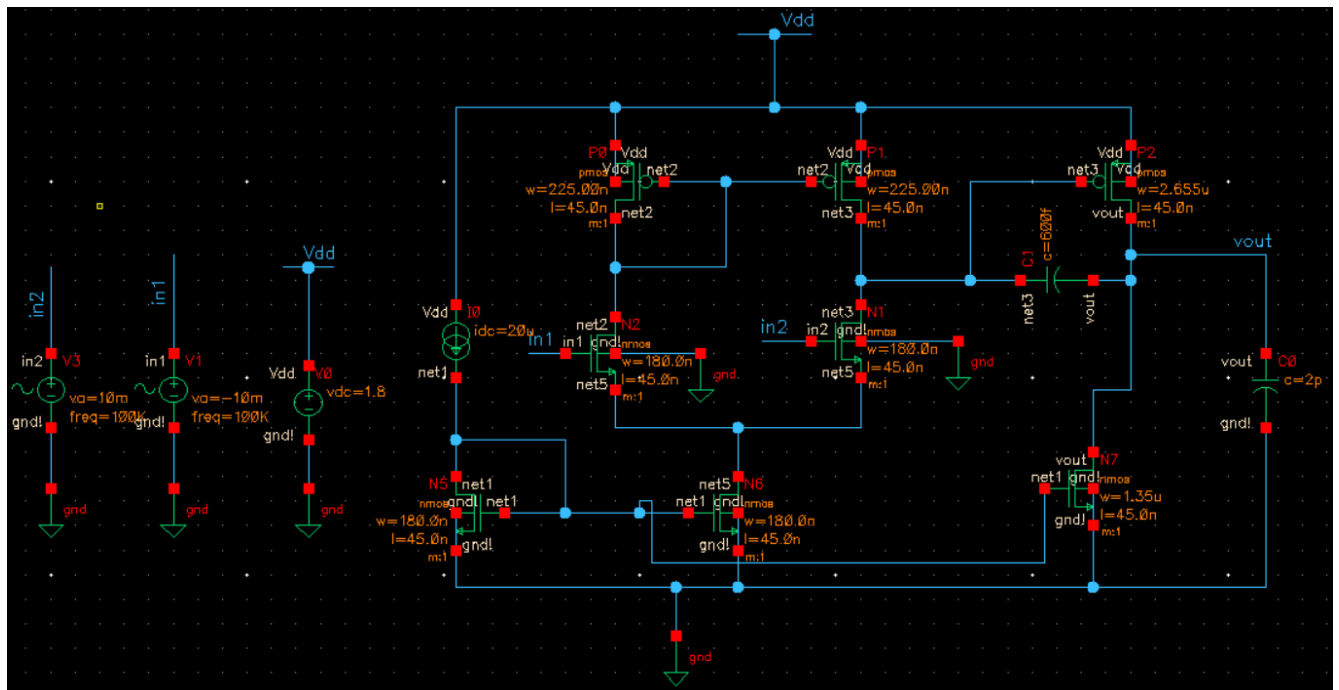 Vdd
P0
Vdd
Vdd
net2
pmos
w=225.00n
l=45.0n
net2
m:1
Vdd
P1
net2
Vdd
pmos
w=225.00n
l=45.0n
net3
m:1
Vdd
P2
net3
Vdd
pmos
w=2.655u
l=45.0n
vout
m:1
vout
c=600f
C1
net3
vout
in2
in1
Vdd
in2
V3
va=10m
freq=100K
gnd!
gnd
in1
V1
va=-10m
freq=100K
gnd!
gnd
Vdd
V0
vdc=1.8
gnd!
gnd
Vdd
I0
idc=20u
net1
in1
net2
N2
in1
gnd!
nmos
w=180.0n
l=45.0n
net5
m:1
gnd
in2
net3
N1
in2
gnd!
nmos
w=180.0n
l=45.0n
net5
m:1
gnd
vout
C0
c=2p
gnd!
N5
net1
nmos
gnd!
net1
w=180.0n
l=45.0n
gnd!
m:1
net5
N6
net1
gnd!
nmos
w=180.0n
l=45.0n
gnd!
m:1
vout
N7
net1
gnd!
nmos
w=1.35u
l=45.0n
gnd!
m:1
gnd